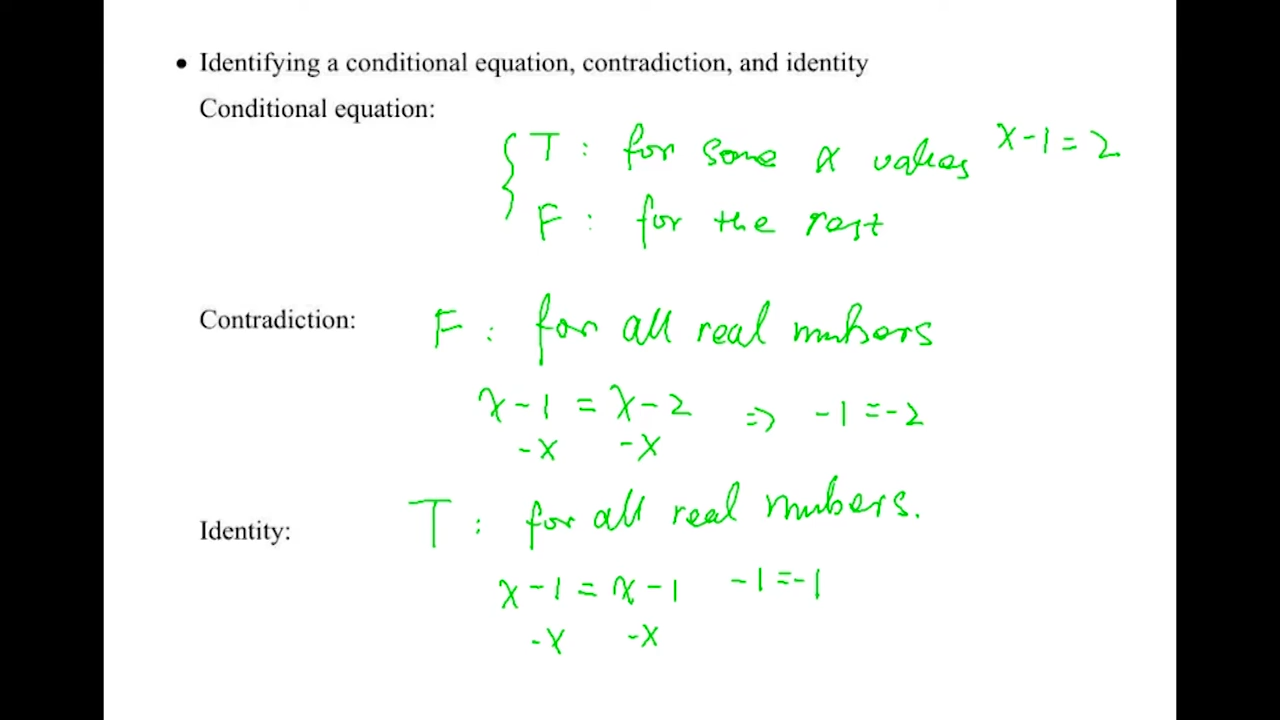 • Identifying a conditional equation, contradiction, and identity
Conditional equation:
T : for some x values x-1=2
F : for the rest
Contradiction: F : for all real numbers
x-1 = x-2 => -1=-2
-x -x
Identity: T : for all real numbers.
x-1 = x-1 -1=-1
-x -x